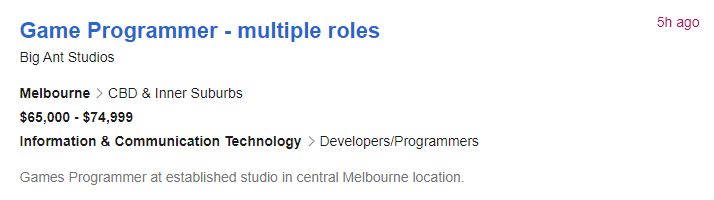 Game Programmer - multiple roles
5h ago
Big Ant Studios
Melbourne > CBD & Inner Suburbs
$65,000 - $74,999
Information & Communication Technology > Developers/Programmers
Games Programmer at established studio in central Melbourne location.